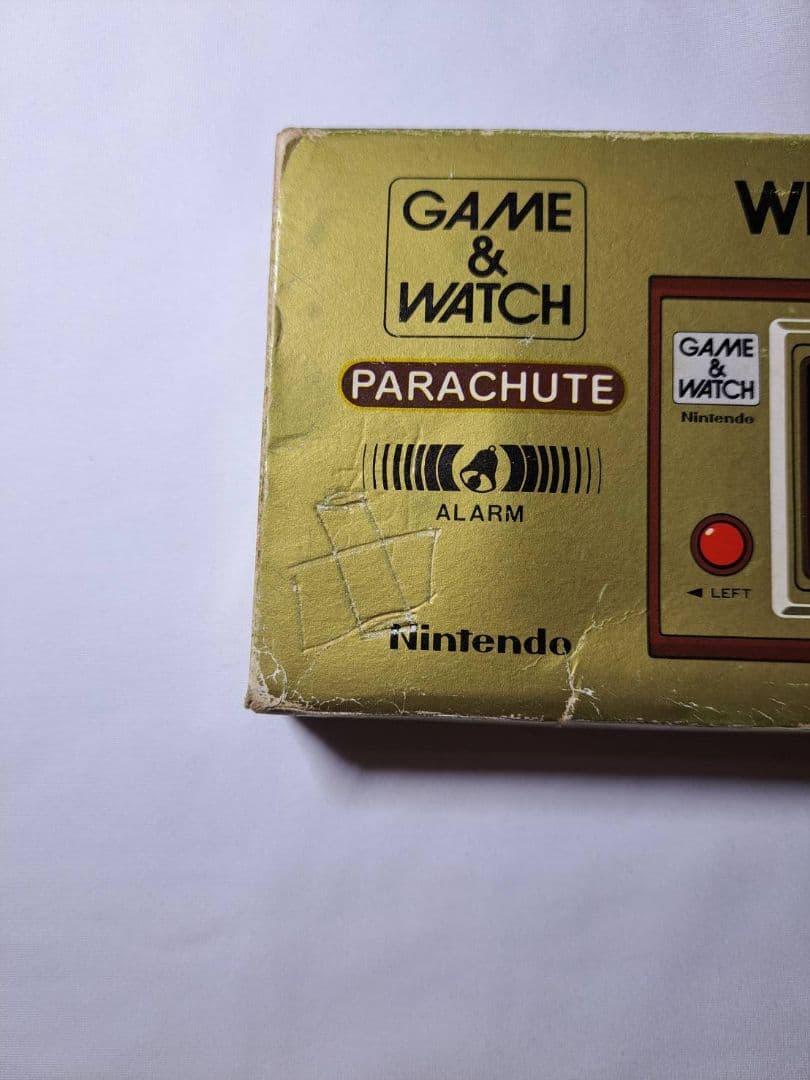 GAME
&
WATCH
PARACHUTE
ALARM
Nintendo
GAME
&
WATCH
Nintendo
◄ LEFT